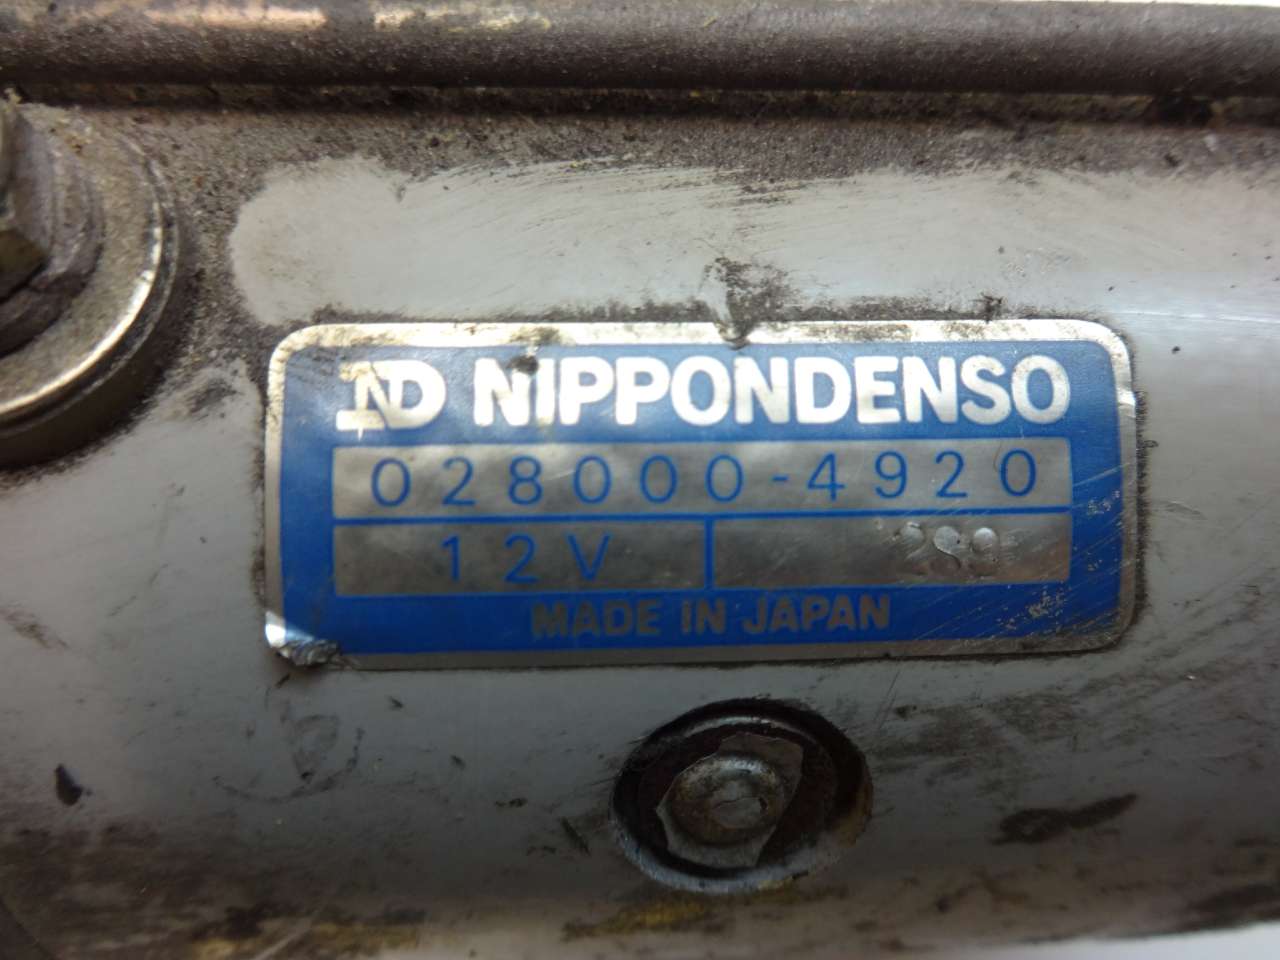 ND NIPPONDENSO
028000-4920
12V
MADE IN JAPAN